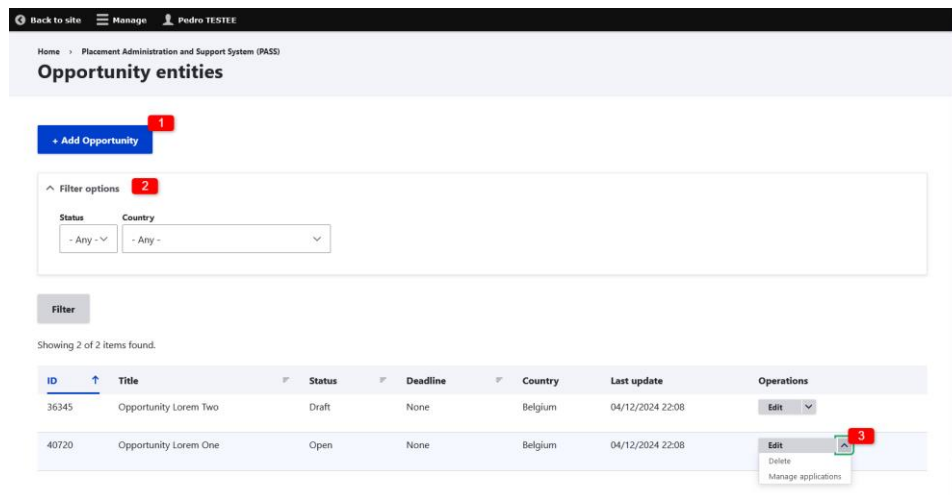 Back to site Manage Pedro TESTEE
Home › Placement Administration and Support System (PASS)
Opportunity entities
1
+ Add Opportunity
Filter options 2
Status Country
- Any - - Any -
Filter
Showing 2 of 2 items found.
ID Title Status Deadline Country Last update Operations
36345 Opportunity Lorem Two Draft None Belgium 04/12/2024 22:08 Edit
40720 Opportunity Lorem One Open None Belgium 04/12/2024 22:08 Edit 3
Delete
Manage applications